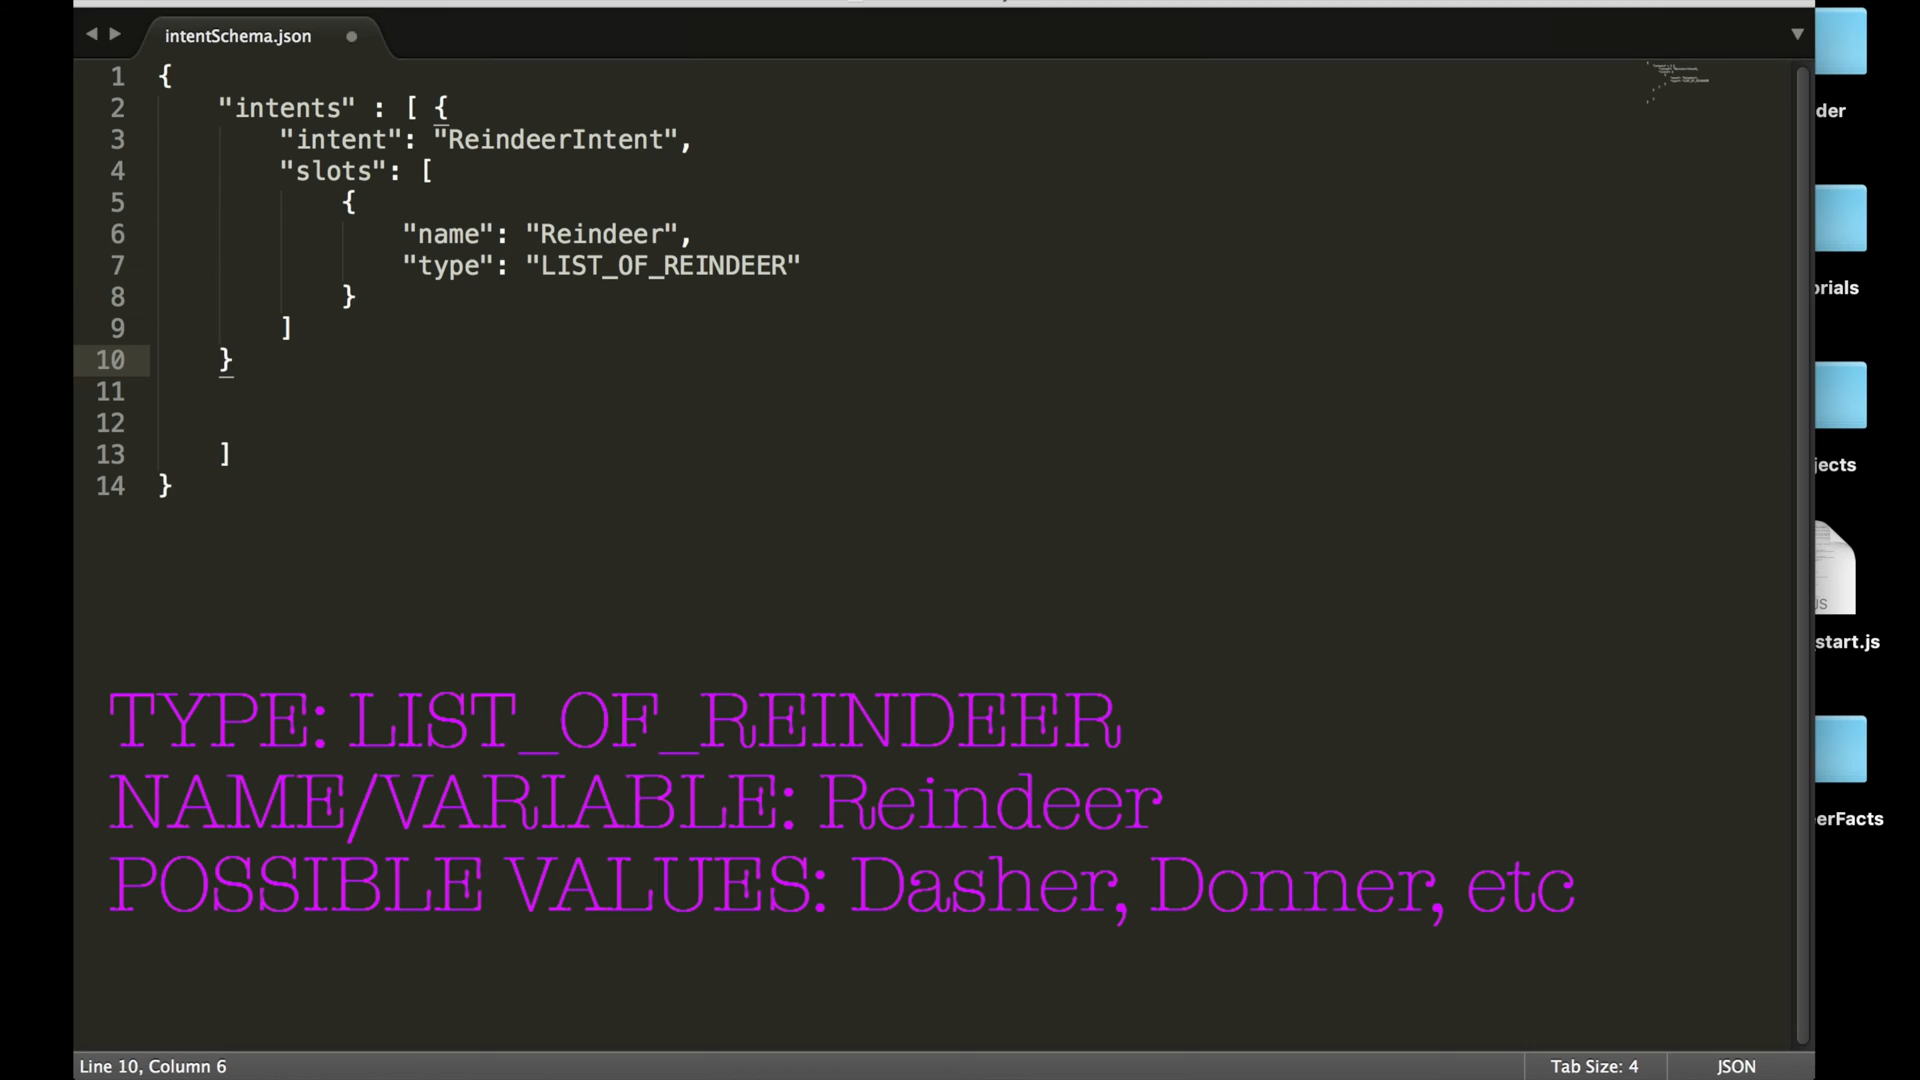 intentSchema.json
1 {
2 "intents" : [ {
3 "intent": "ReindeerIntent",
4 "slots": [
5 {
6 "name": "Reindeer",
7 "type": "LIST_OF_REINDEER"
8 }
9 ]
10 }
11
12
13 ]
14 }
der
orials
jects
JS
start.js
erFacts
TYPE: LIST_OF_REINDEER
NAME/VARIABLE: Reindeer
POSSIBLE VALUES: Dasher, Donner, etc
Line 10, Column 6
Tab Size: 4
JSON